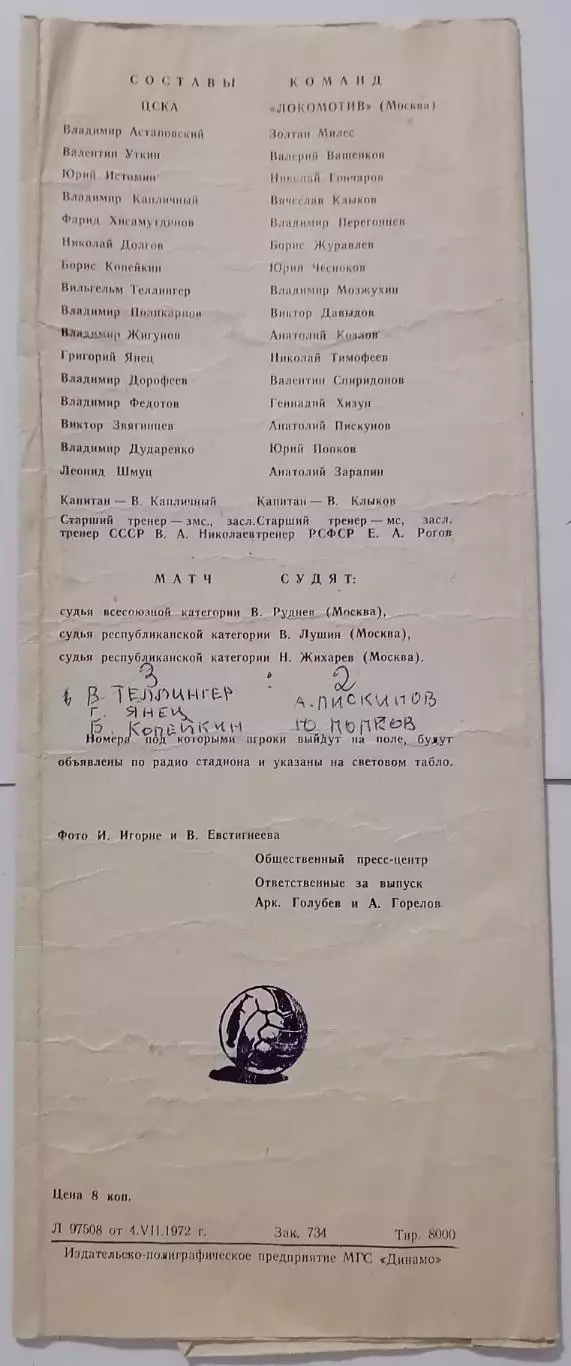 СОСТАВЫ КОМАНД
ЦСКА «ЛОКОМОТИВ» (Москва)
Владимир Астаповский Золтан Милес
Валентин Уткин Валерий Ващенков
Юрий Истомин Николай Гончаров
Владимир Капличный Вячеслав Клыков
Фарид Хисамутдинов Владимир Перегонцев
Николай Долгов Борис Журавлев
Борис Копейкин Юрий Чесноков
Вильгельм Теллингер Владимир Мозжухин
Владимир Поликарпов Виктор Давыдов
Владимир Жигунов Анатолий Козлов
Григорий Янец Николай Тимофеев
Владимир Дорофеев Валентин Спиридонов
Владимир Федотов Геннадий Хизун
Виктор Звягинцев Анатолий Пискунов
Владимир Дударенко Юрий Попков
Леонид Шмуц Анатолий Зарапин
Капитан — В. Капличный Капитан — В. Клыков
Старший тренер — змс., засл. Старший тренер — мс, засл.
тренер СССР В. А. Николаев тренер РСФСР Е. А. Рогов
МАТЧ СУДЯТ:
судья всесоюзной категории В. Руднев (Москва),
судья республиканской категории В. Лушин (Москва),
судья республиканской категории Н. Жихарев (Москва).
3 : 2
В. ТЕЛЛИНГЕР А. ПИСКУНОВ
Г. ЯНЕЦ
Б. КОПЕЙКИН Ю ПОПКОВ
Номера под которыми игроки выйдут на поле, будут
объявлены по радио стадиона и указаны на световом табло.
Фото И. Игорне и В. Евстигнеева
Общественный пресс-центр
Ответственные за выпуск
Арк. Голубев и А. Горелов
Цена 8 коп.
Л 97508 от 4.VII.1972 г. Зак. 734 Тир. 8000
Издательско-полиграфическое предприятие МГС «Динамо»